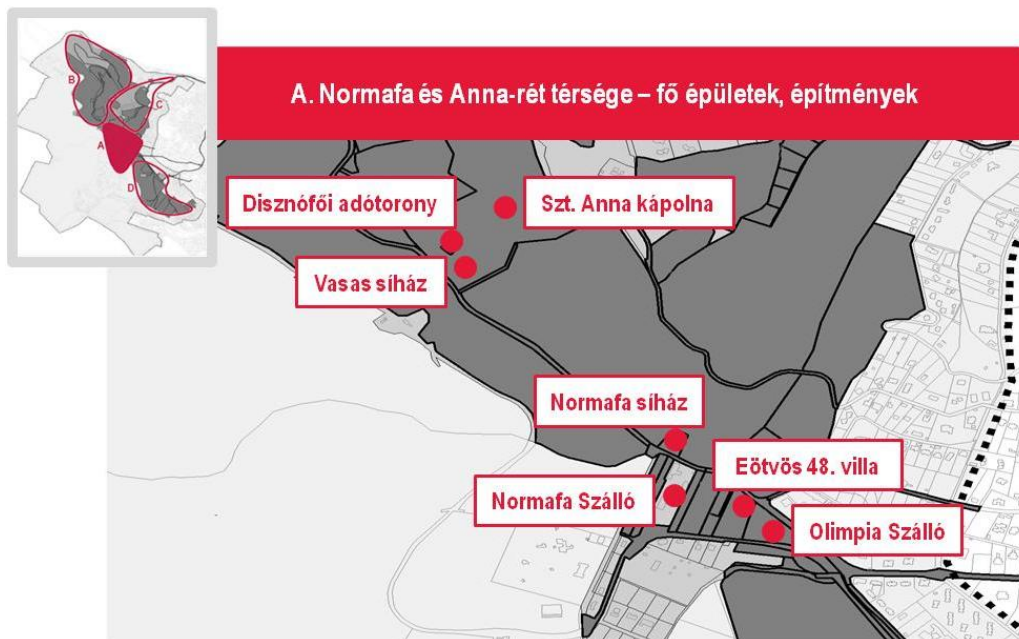 A. Normafa és Anna-rét térsége – fő épületek, építmények
B
C
A
D
Disznófői adótorony
Szt. Anna kápolna
Vasas síház
Normafa síház
Eötvös 48. villa
Normafa Szálló
Olimpia Szálló